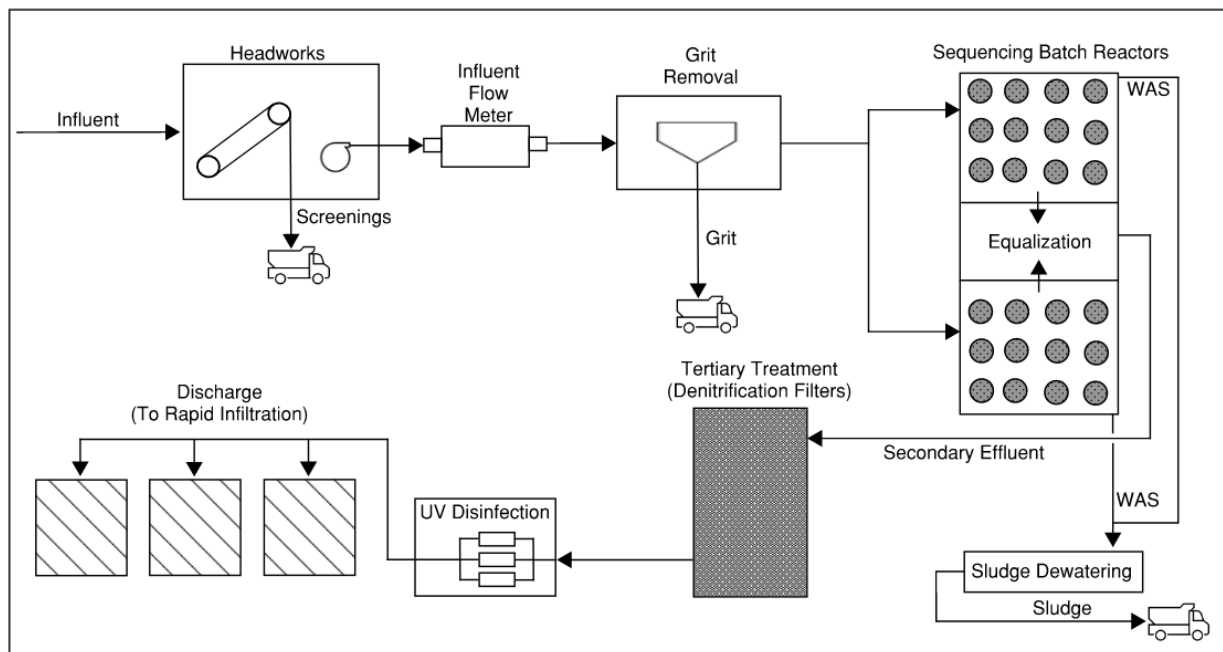 Headworks
Influent
Screenings
Influent
Flow
Meter
Grit
Removal
Grit
Sequencing Batch Reactors
WAS
Equalization
Secondary Effluent
WAS
Sludge Dewatering
Sludge
Tertiary Treatment
(Denitrification Filters)
UV Disinfection
Discharge
(To Rapid Infiltration)